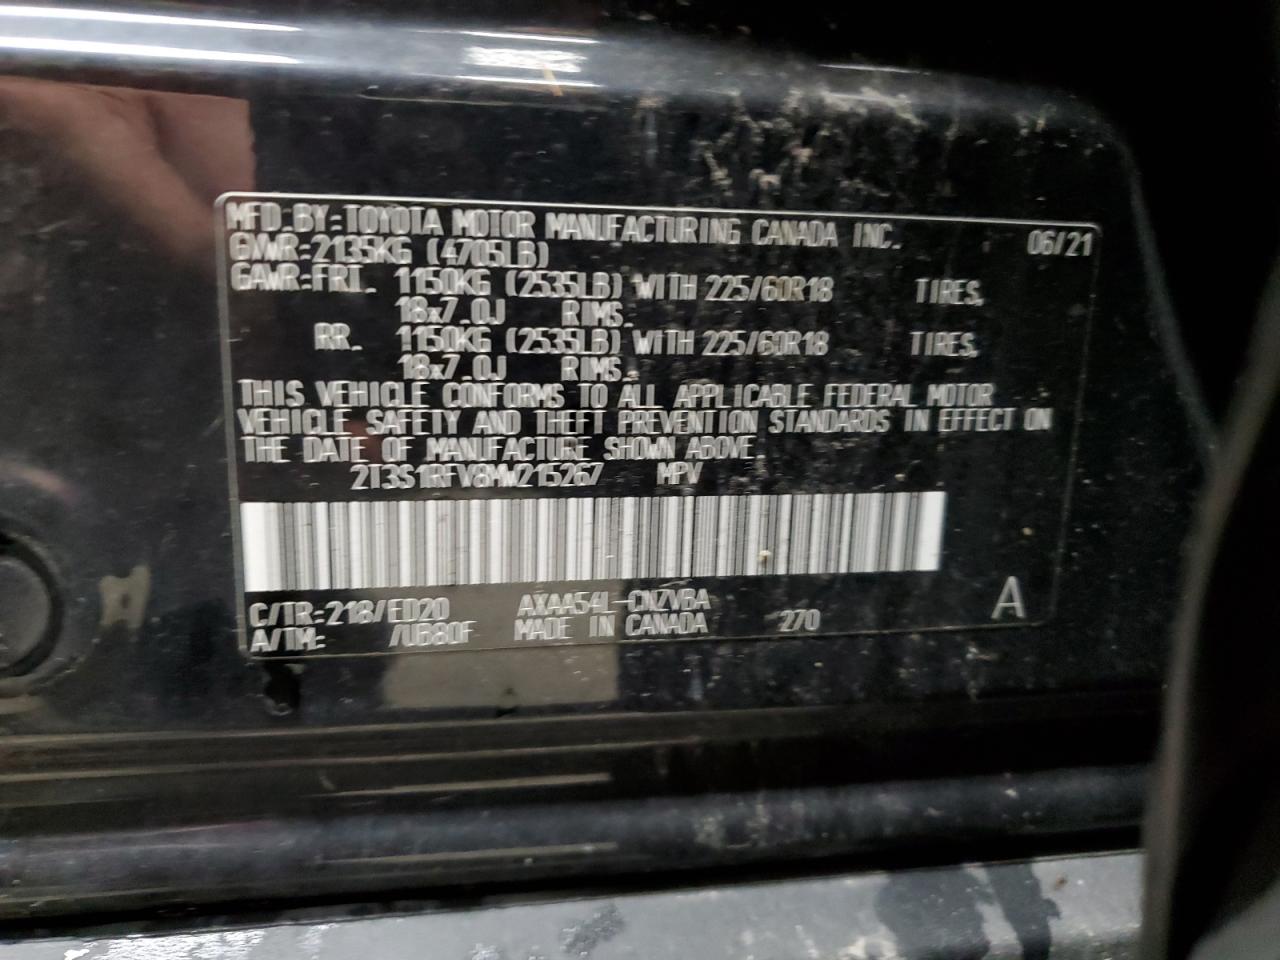 MFD.BY:TOYOTA MOTOR MANUFACTURING CANADA INC. 06/21
GVWR:2135KG (4705LB)
GAWR:FRT. 1150KG (2535LB) WITH 225/60R18 TIRES,
18x7.0J RIMS.
RR. 1150KG (2535LB) WITH 225/60R18 TIRES,
18x7.0J RIMS.
THIS VEHICLE CONFORMS TO ALL APPLICABLE FEDERAL MOTOR
VEHICLE SAFETY AND THEFT PREVENTION STANDARDS IN EFFECT ON
THE DATE OF MANUFACTURE SHOWN ABOVE.
2T3S1RFV8MW215267 MPV
C/TR:218/ED20 AXAA54L-CNZVBA A
A/TM: /UB80F MADE IN CANADA 270